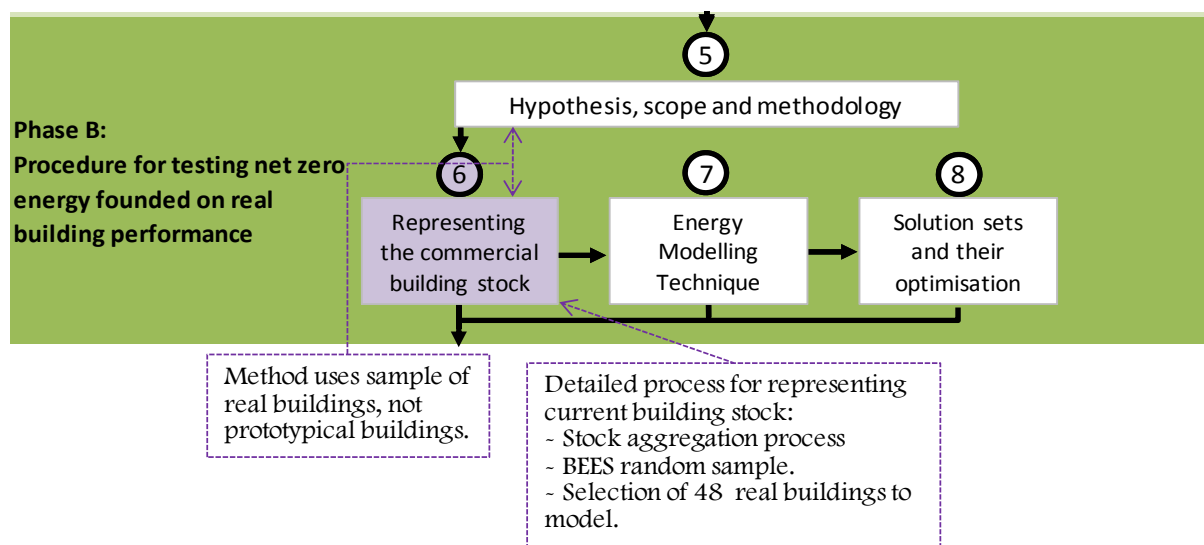 5
Hypothesis, scope and methodology
Phase B:
Procedure for testing net zero
energy founded on real
building performance
6
Representing
the commercial
building stock
7
Energy
Modelling
Technique
8
Solution sets
and their
optimisation
Method uses sample of
real buildings, not
prototypical buildings.
Detailed process for representing
current building stock:
- Stock aggregation process
- BEES random sample.
- Selection of 48 real buildings to
model.